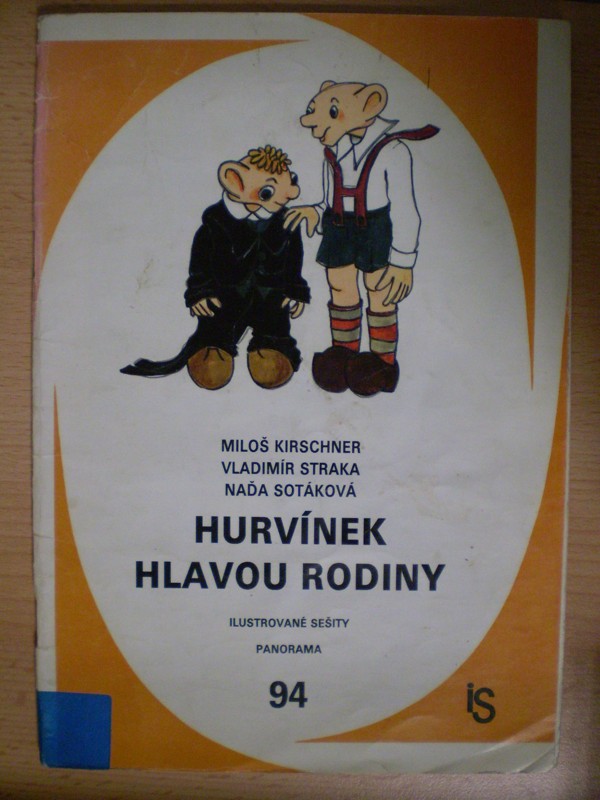 MILOŠ KIRSCHNER
VLADIMÍR STRAKA
NAĎA SOTÁKOVÁ
HURVÍNEK
HLAVOU RODINY
ILUSTROVANÉ SEŠITY
PANORAMA
94
iS